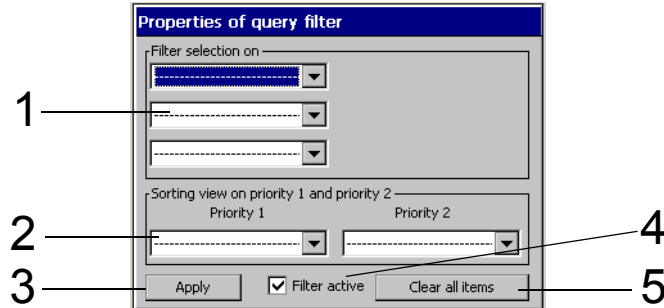 Properties of query filter
Filter selection on
---------------------
1 ---------------------
---------------------
Sorting view on priority 1 and priority 2
Priority 1 Priority 2
2 --------------------- --------------------- 4
3 Apply Filter active Clear all items 5